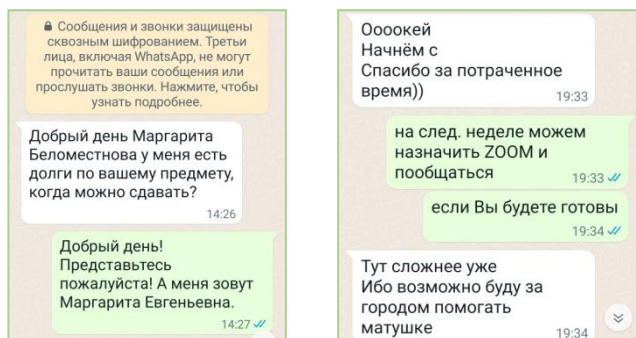 Сообщения и звонки защищены
сквозным шифрованием. Третьи
лица, включая WhatsApp, не могут
прочитать ваши сообщения или
прослушать звонки. Нажмите, чтобы
узнать подробнее.
Добрый день Маргарита
Беломестнова у меня есть
долги по вашему предмету,
когда можно сдавать?
14:26
Добрый день!
Представьтесь
пожалуйста! А меня зовут
Маргарита Евгеньевна.
14:27
Оооокей
Начнём с
Спасибо за потраченное
время))
19:33
на след. неделе можем
назначить ZOOM и
пообщаться
19:33
если Вы будете готовы
19:34
Тут сложнее уже
Ибо возможно буду за
городом помогать
матушке
19:34